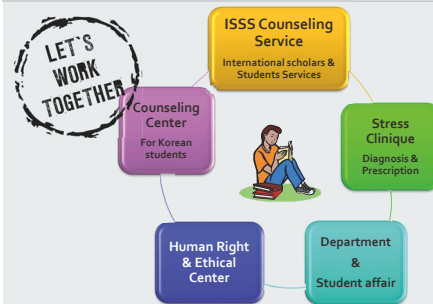 LET`S
WORK
TOGETHER
ISSS Counseling
Service
International scholars &
Students Services
Counseling
Center
For Korean
students
Stress
Clinique
Diagnosis &
Prescription
Human Right
& Ethical
Center
Department
&
Student affair